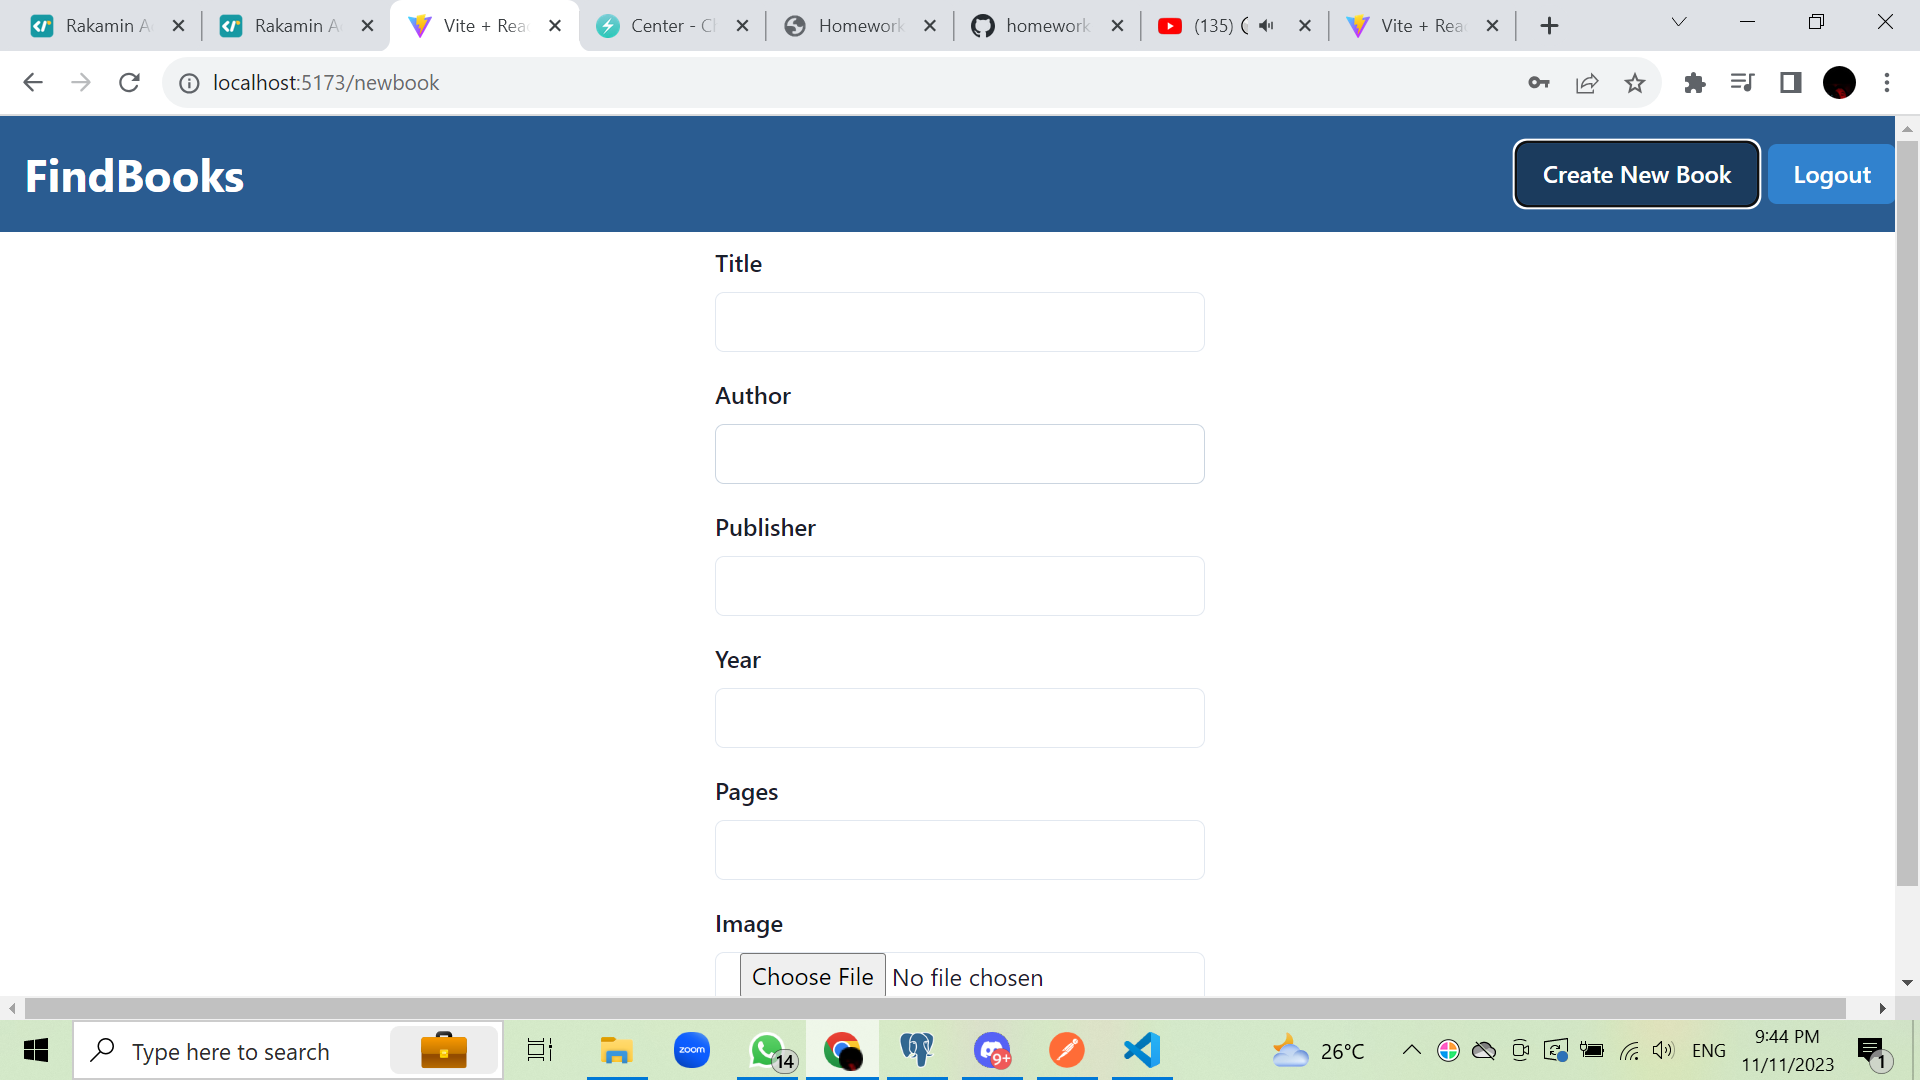 Rakamin A
Rakamin A
Vite + Rea
Center - Ch
Homework
homework
(135) (
Vite + Rea
localhost:5173/newbook
FindBooks
Create New Book
Logout
Title
Author
Publisher
Year
Pages
Image
Choose File No file chosen
Type here to search
zoom
14
9+
26°C
ENG
9:44 PM
11/11/2023
1